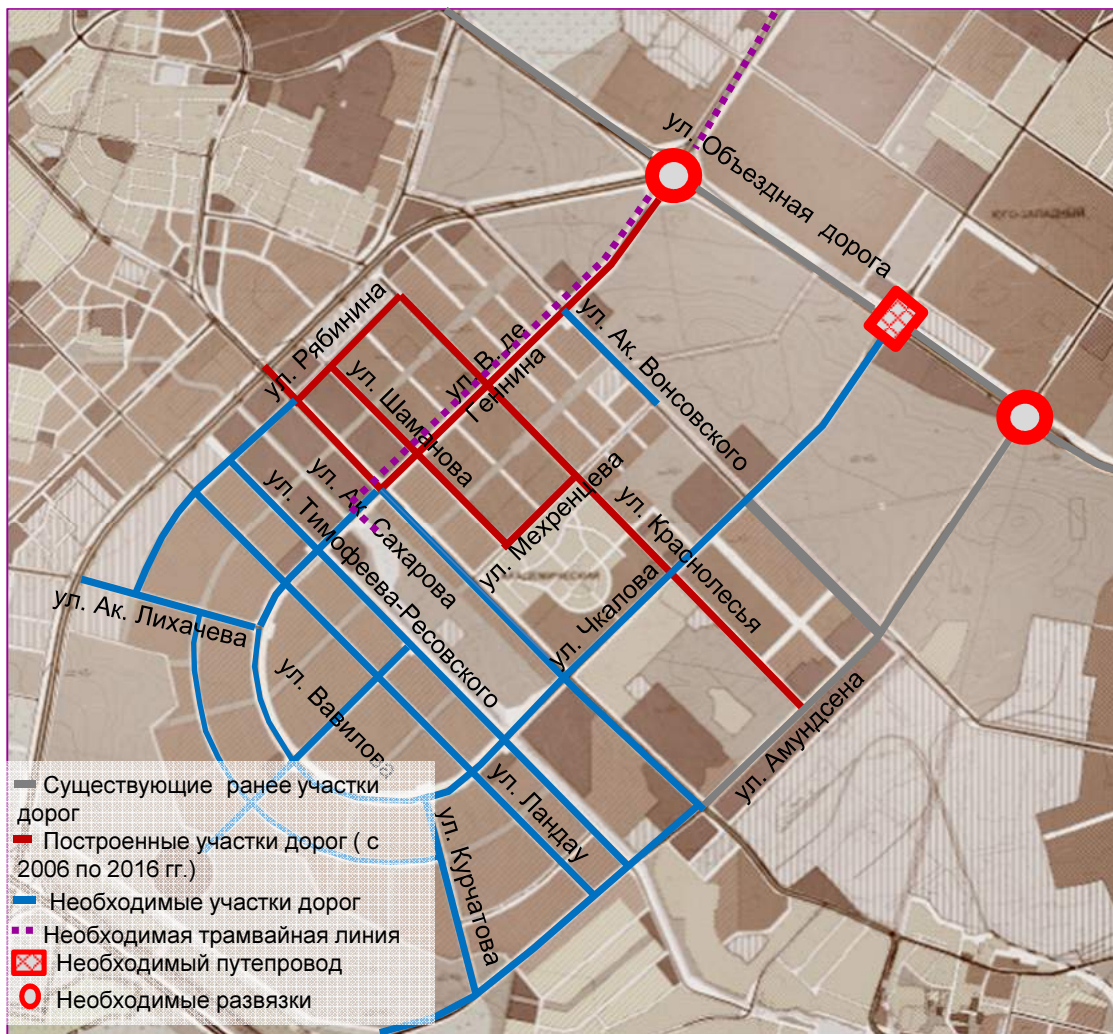 ул. Объездная дорога
ЮГО-ЗАПАДНЫЙ
ул. Рябинина
ул. В. де
Геннина
ул. Ак. Вонсовского
ул. Шаманова
ул. Мехренцева
ул. Краснолесья
ул. Ак. Сахарова
ул. Тимофеева-Ресовского
АКАДЕМИЧЕСКИЙ
ул. Чкалова
ул. Ак. Лихачева
ул. Вавилова
ул. Амундсена
ул. Ландау
ул. Курчатова
Существующие ранее участки
дорог
Построенные участки дорог ( с
2006 по 2016 гг.)
Необходимые участки дорог
Необходимая трамвайная линия
Необходимый путепровод
Необходимые развязки